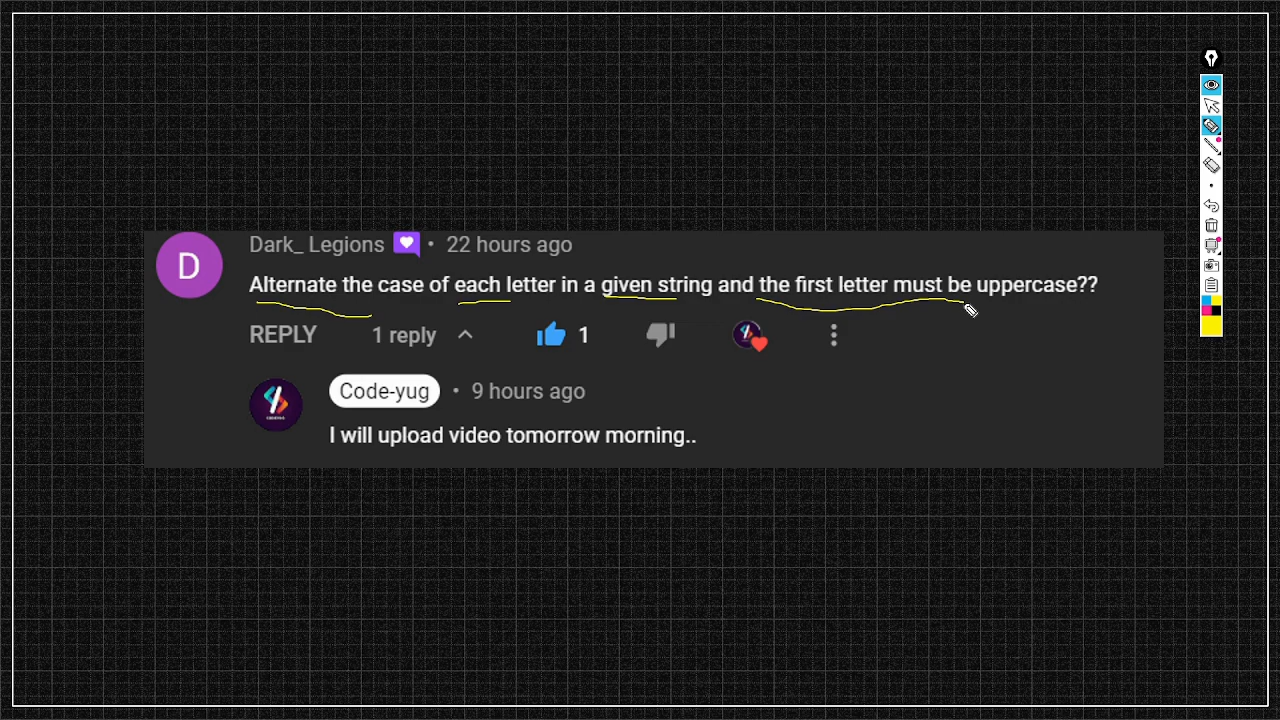 D
Dark_ Legions • 22 hours ago
Alternate the case of each letter in a given string and the first letter must be uppercase??
REPLY 1 reply 1
Code-yug • 9 hours ago
I will upload video tomorrow morning..